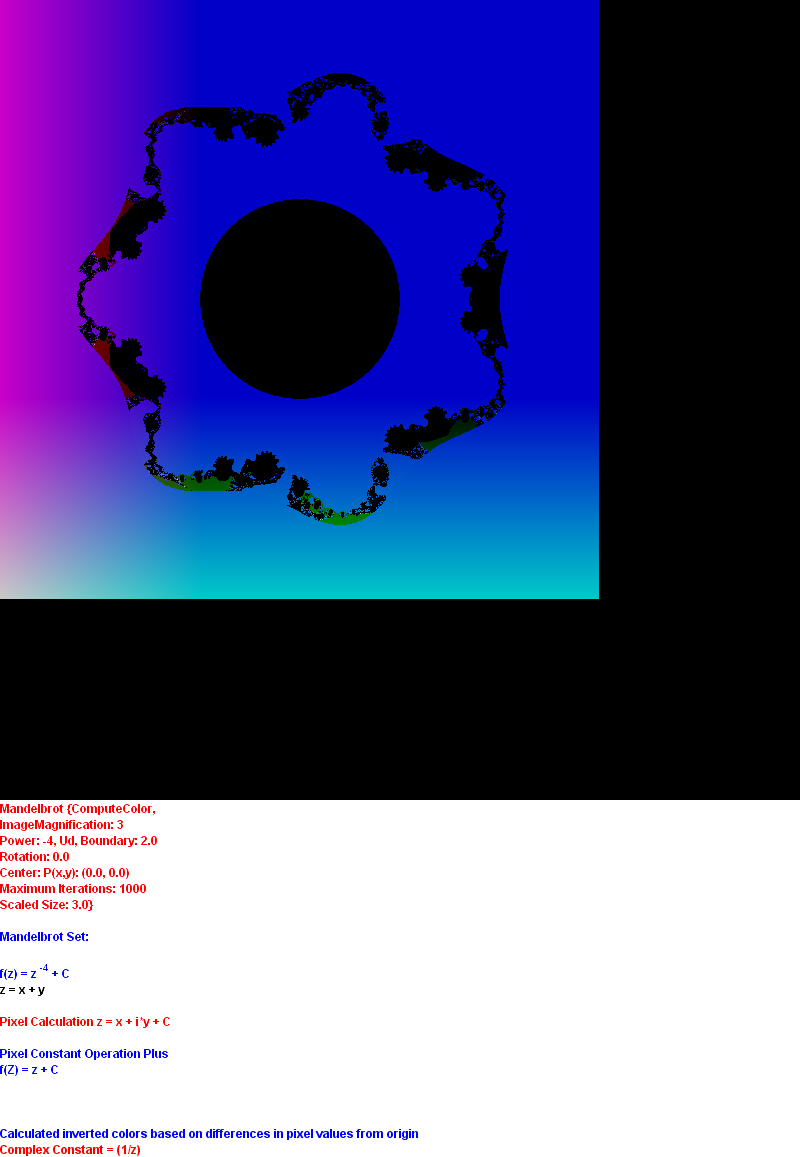 Mandelbrot {ComputeColor,
ImageMagnification: 3
Power: -4, Ud, Boundary: 2.0
Rotation: 0.0
Center: P(x,y): (0.0, 0.0)
Maximum Iterations: 1000
Scaled Size: 3.0}
Mandelbrot Set:
f(z) = z -4 + C
z = x + y
Pixel Calculation z = x + i*y + C
Pixel Constant Operation Plus
f(Z) = z + C
Calculated inverted colors based on differences in pixel values from origin
Complex Constant = (1/z)